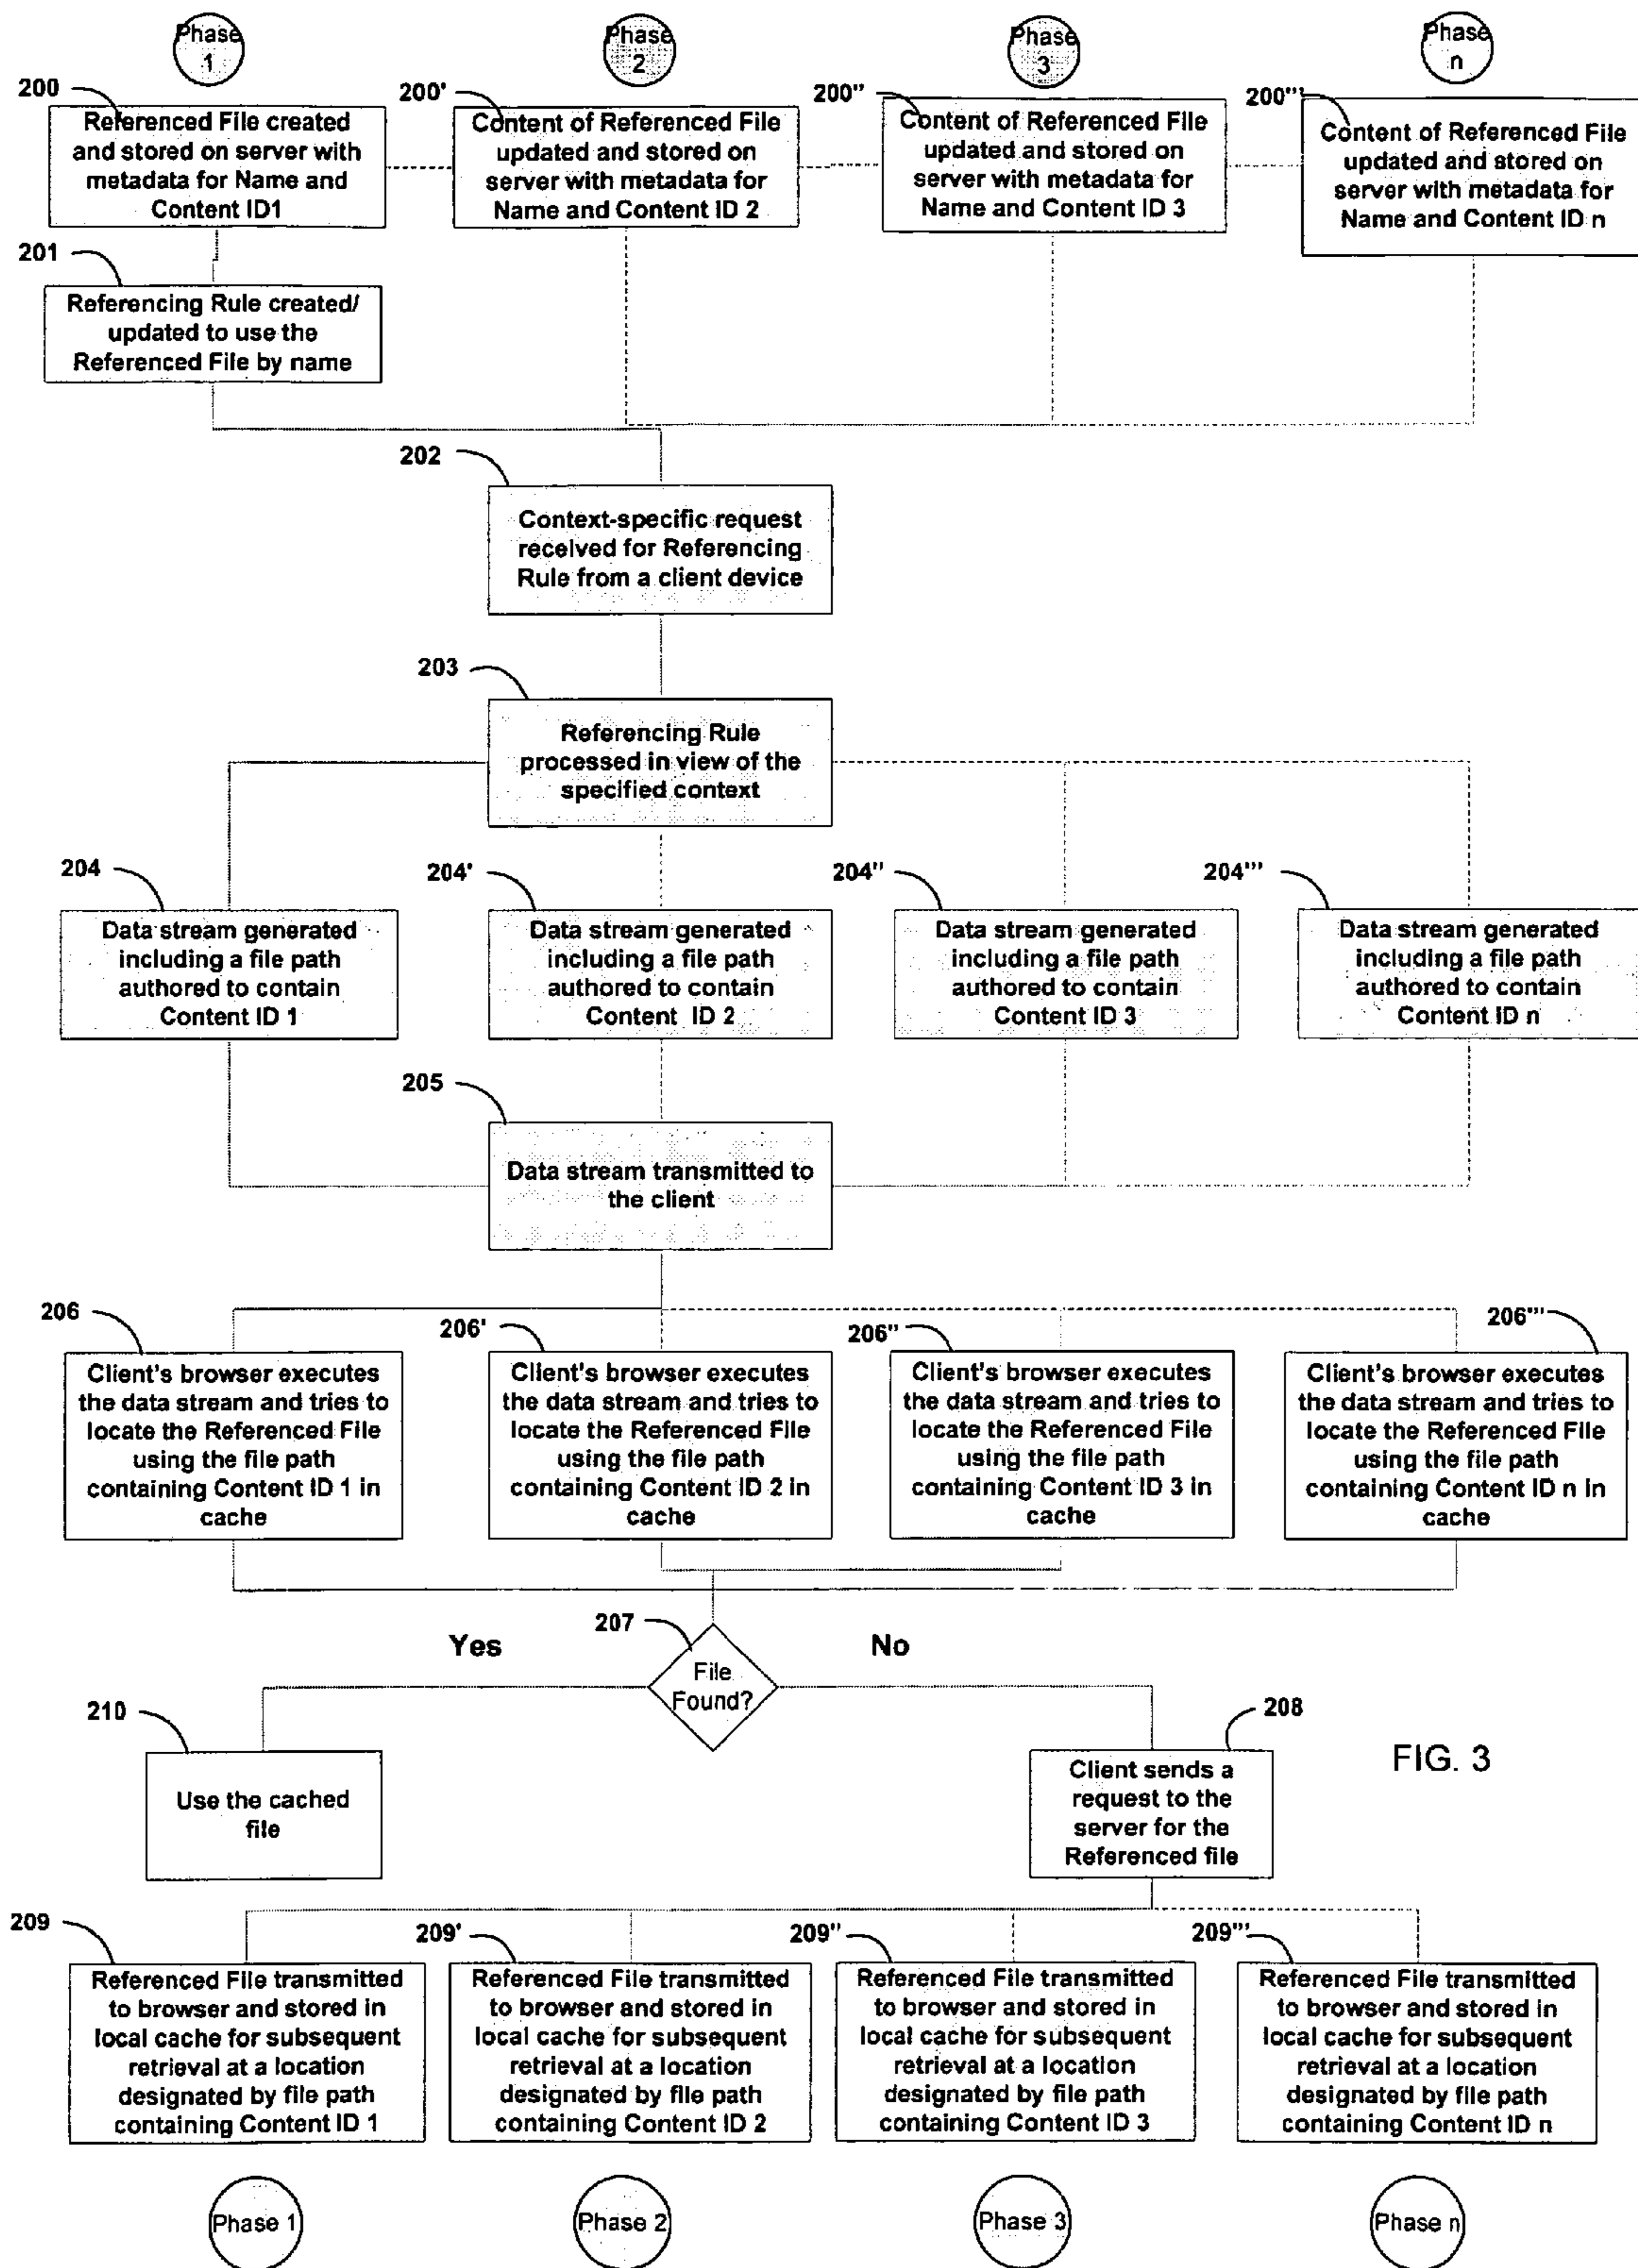 Phase
1
Phase
2
Phase
3
Phase
n
200
Referenced File created
and stored on server with
metadata for Name and
Content ID1
200'
Content of Referenced File
updated and stored on
server with metadata for
Name and Content ID 2
200''
Content of Referenced File
updated and stored on
server with metadata for
Name and Content ID 3
200'''
Content of Referenced File
updated and stored on
server with metadata for
Name and Content ID n
201
Referencing Rule created/
updated to use the
Referenced File by name
202
Context-specific request
received for Referencing
Rule from a client device
203
Referencing Rule
processed in view of the
specified context
204
Data stream generated
including a file path
authored to contain
Content ID 1
204'
Data stream generated
including a file path
authored to contain
Content ID 2
204''
Data stream generated
including a file path
authored to contain
Content ID 3
204'''
Data stream generated
including a file path
authored to contain
Content ID n
205
Data stream transmitted to
the client
206
Client's browser executes
the data stream and tries to
locate the Referenced File
using the file path
containing Content ID 1 in
cache
206'
Client's browser executes
the data stream and tries to
locate the Referenced File
using the file path
containing Content ID 2 in
cache
206''
Client's browser executes
the data stream and tries to
locate the Referenced File
using the file path
containing Content ID 3 in
cache
206'''
Client's browser executes
the data stream and tries to
locate the Referenced File
using the file path
containing Content ID n in
cache
207
Yes
No
File
Found?
210
Use the cached
file
208
Client sends a
request to the
server for the
Referenced file
FIG. 3
209
Referenced File transmitted
to browser and stored in
local cache for subsequent
retrieval at a location
designated by file path
containing Content ID 1
209'
Referenced File transmitted
to browser and stored in
local cache for subsequent
retrieval at a location
designated by file path
containing Content ID 2
209''
Referenced File transmitted
to browser and stored in
local cache for subsequent
retrieval at a location
designated by file path
containing Content ID 3
209'''
Referenced File transmitted
to browser and stored in
local cache for subsequent
retrieval at a location
designated by file path
containing Content ID n
Phase 1
Phase 2
Phase 3
Phase n